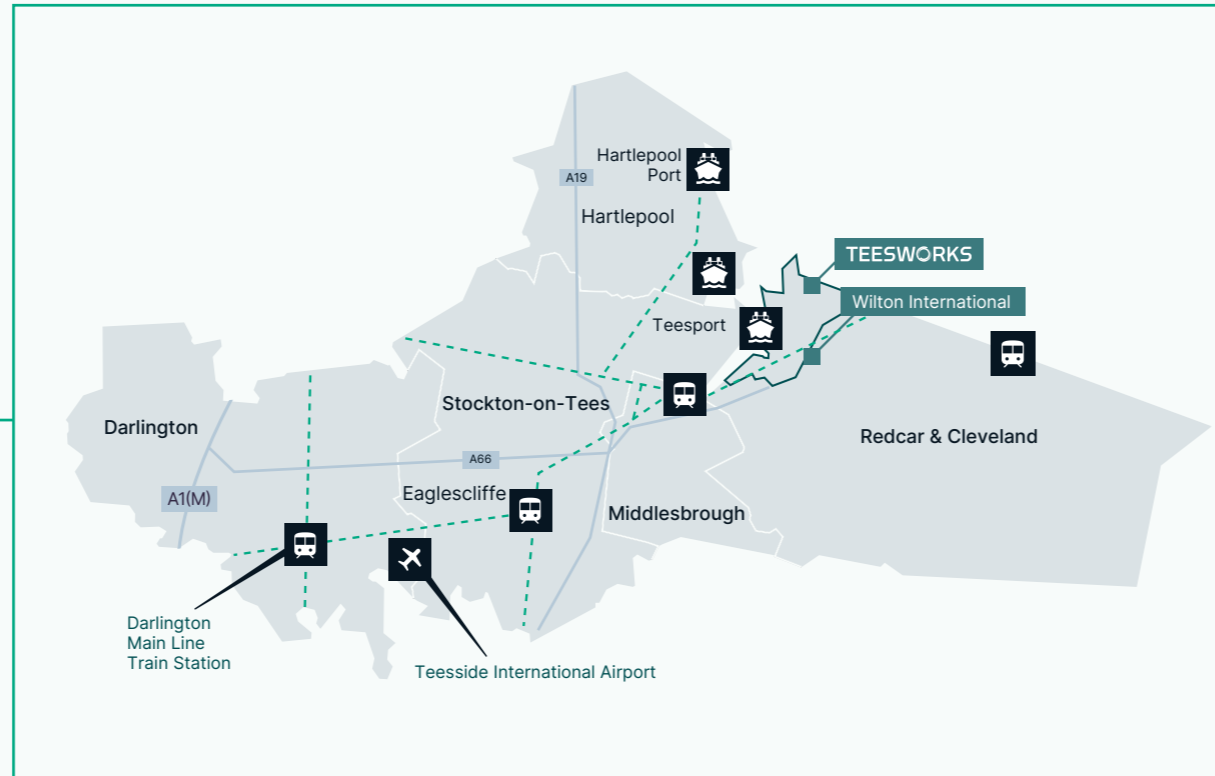 Hartlepool
Port
A19
Hartlepool
TEESWORKS
Wilton International
Teesport
Stockton-on-Tees
Darlington
Redcar & Cleveland
A66
A1(M)
Eaglescliffe
Middlesbrough
Darlington
Main Line
Train Station
Teesside International Airport